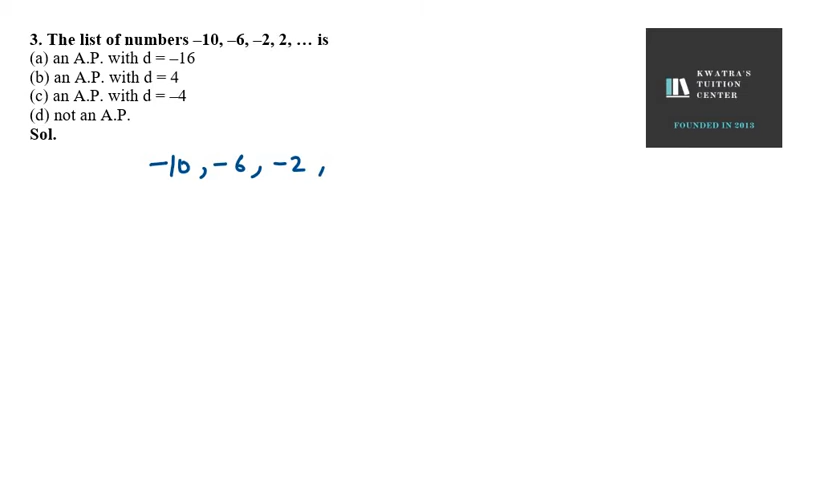 3. The list of numbers –10, –6, –2, 2, … is
(a) an A.P. with d = –16
(b) an A.P. with d = 4
(c) an A.P. with d = –4
(d) not an A.P.
Sol.
-10, -6, -2,
KWATRA'S
TUITION
CENTER
FOUNDED IN 2013